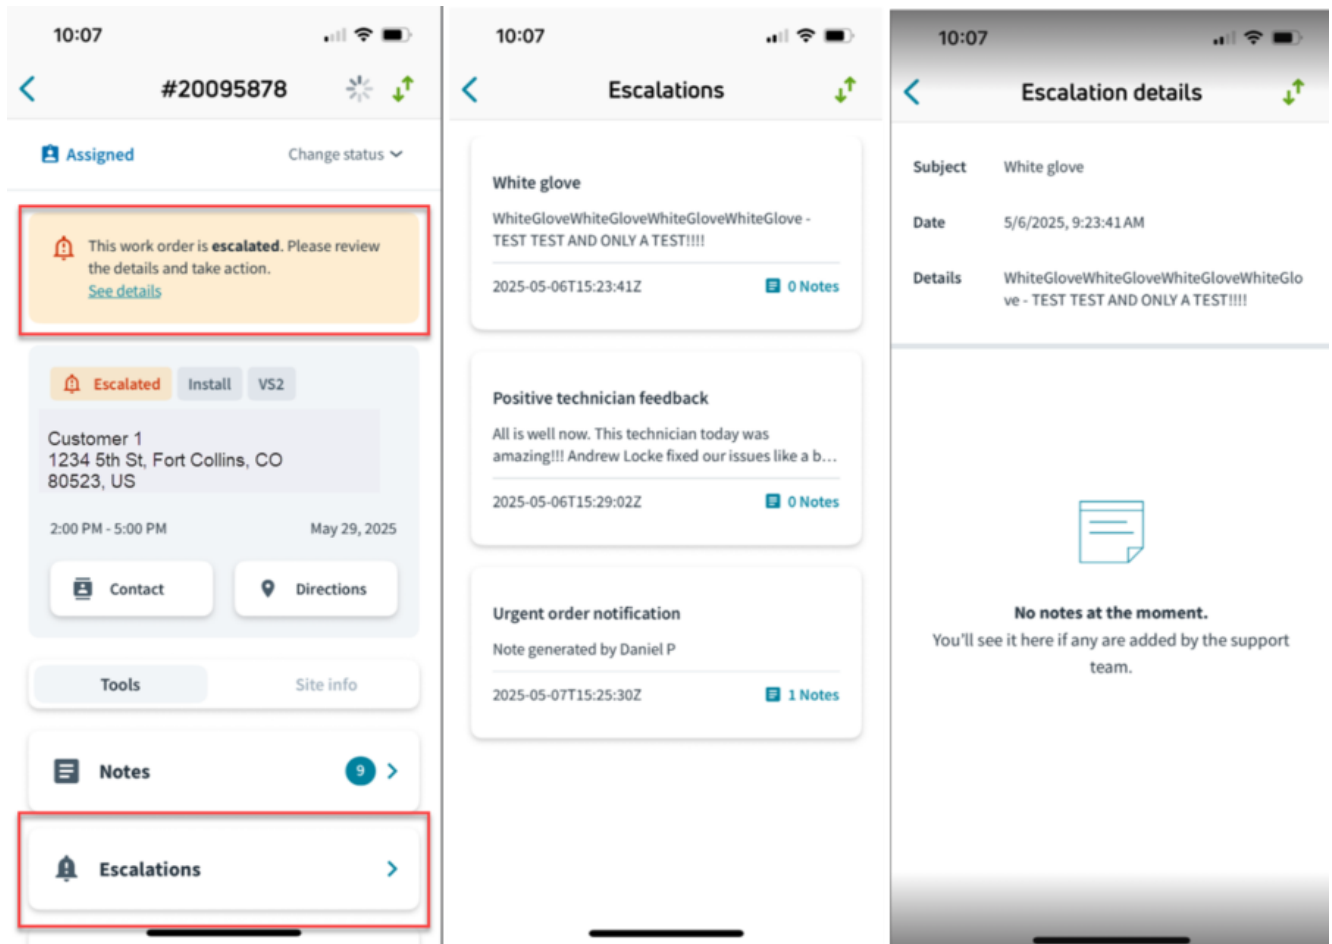 10:07
#20095878
Assigned
Change status
This work order is escalated. Please review
the details and take action.
See details
Escalated
Install
VS2
Customer 1
1234 5th St, Fort Collins, CO
80523, US
2:00 PM - 5:00 PM
May 29, 2025
Contact
Directions
Tools
Site info
Notes
9
Escalations
10:07
Escalations
White glove
WhiteGloveWhiteGloveWhiteGloveWhiteGlove -
TEST TEST AND ONLY A TEST!!!!
2025-05-06T15:23:41Z
0 Notes
Positive technician feedback
All is well now. This technician today was
amazing!!! Andrew Locke fixed our issues like a b...
2025-05-06T15:29:02Z
0 Notes
Urgent order notification
Note generated by Daniel P
2025-05-07T15:25:30Z
1 Notes
10:07
Escalation details
Subject
White glove
Date
5/6/2025, 9:23:41 AM
Details
WhiteGloveWhiteGloveWhiteGloveWhiteGlo
ve - TEST TEST AND ONLY A TEST!!!!
No notes at the moment.
You'll see it here if any are added by the support
team.